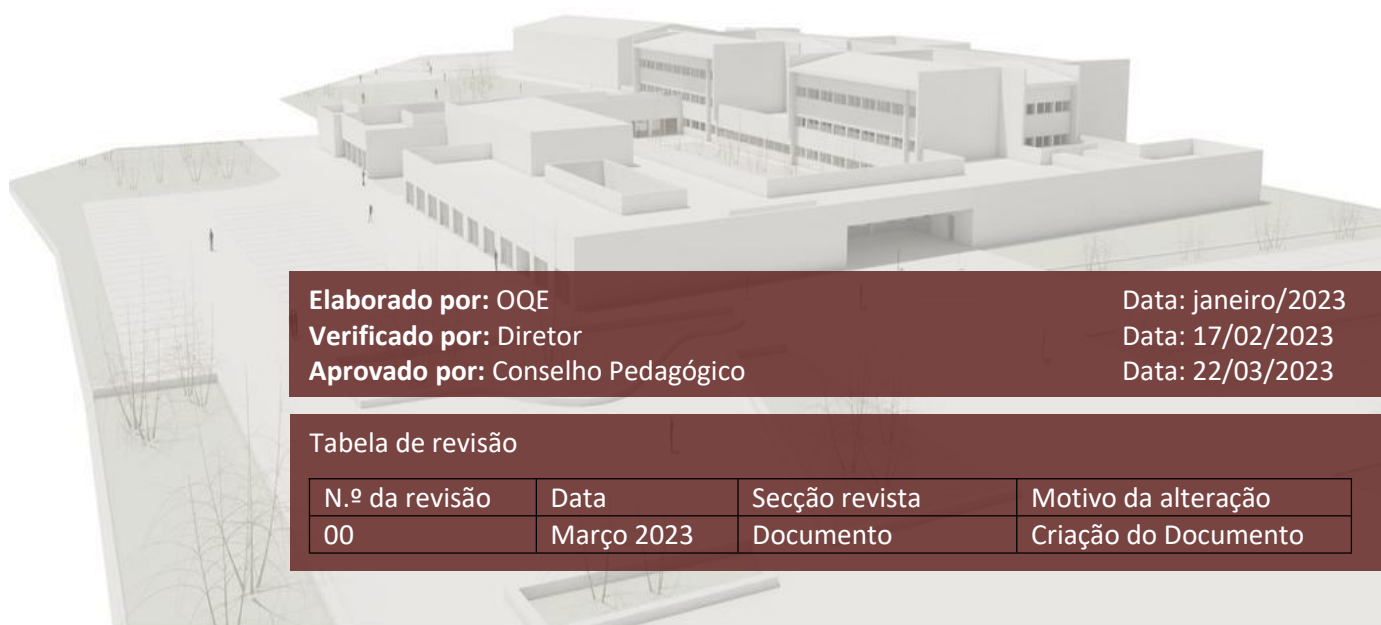 Elaborado por: OQE Data: janeiro/2023
Verificado por: Diretor Data: 17/02/2023
Aprovado por: Conselho Pedagógico Data: 22/03/2023
Tabela de revisão
N.º da revisão Data Secção revista Motivo da alteração
00 Março 2023 Documento Criação do Documento